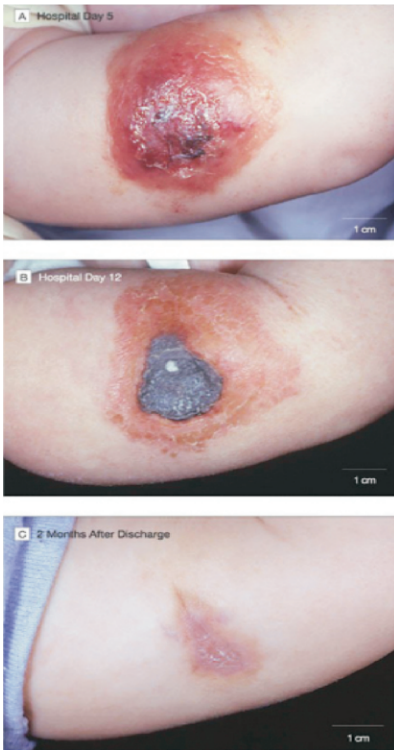 A Hospital Day 5
1 cm
B Hospital Day 12
1 cm
C 2 Months After Discharge
1 cm